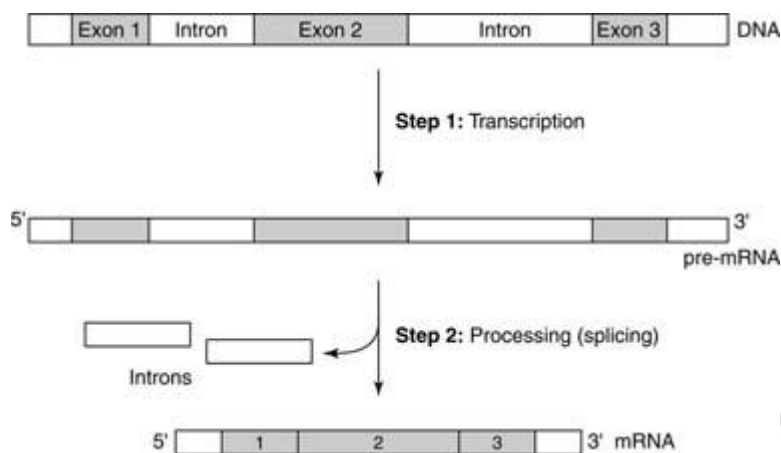 Exon 1 Intron Exon 2 Intron Exon 3 DNA
Step 1: Transcription
5' 3'
pre-mRNA
Step 2: Processing (splicing)
Introns
5' 1 2 3 3' mRNA